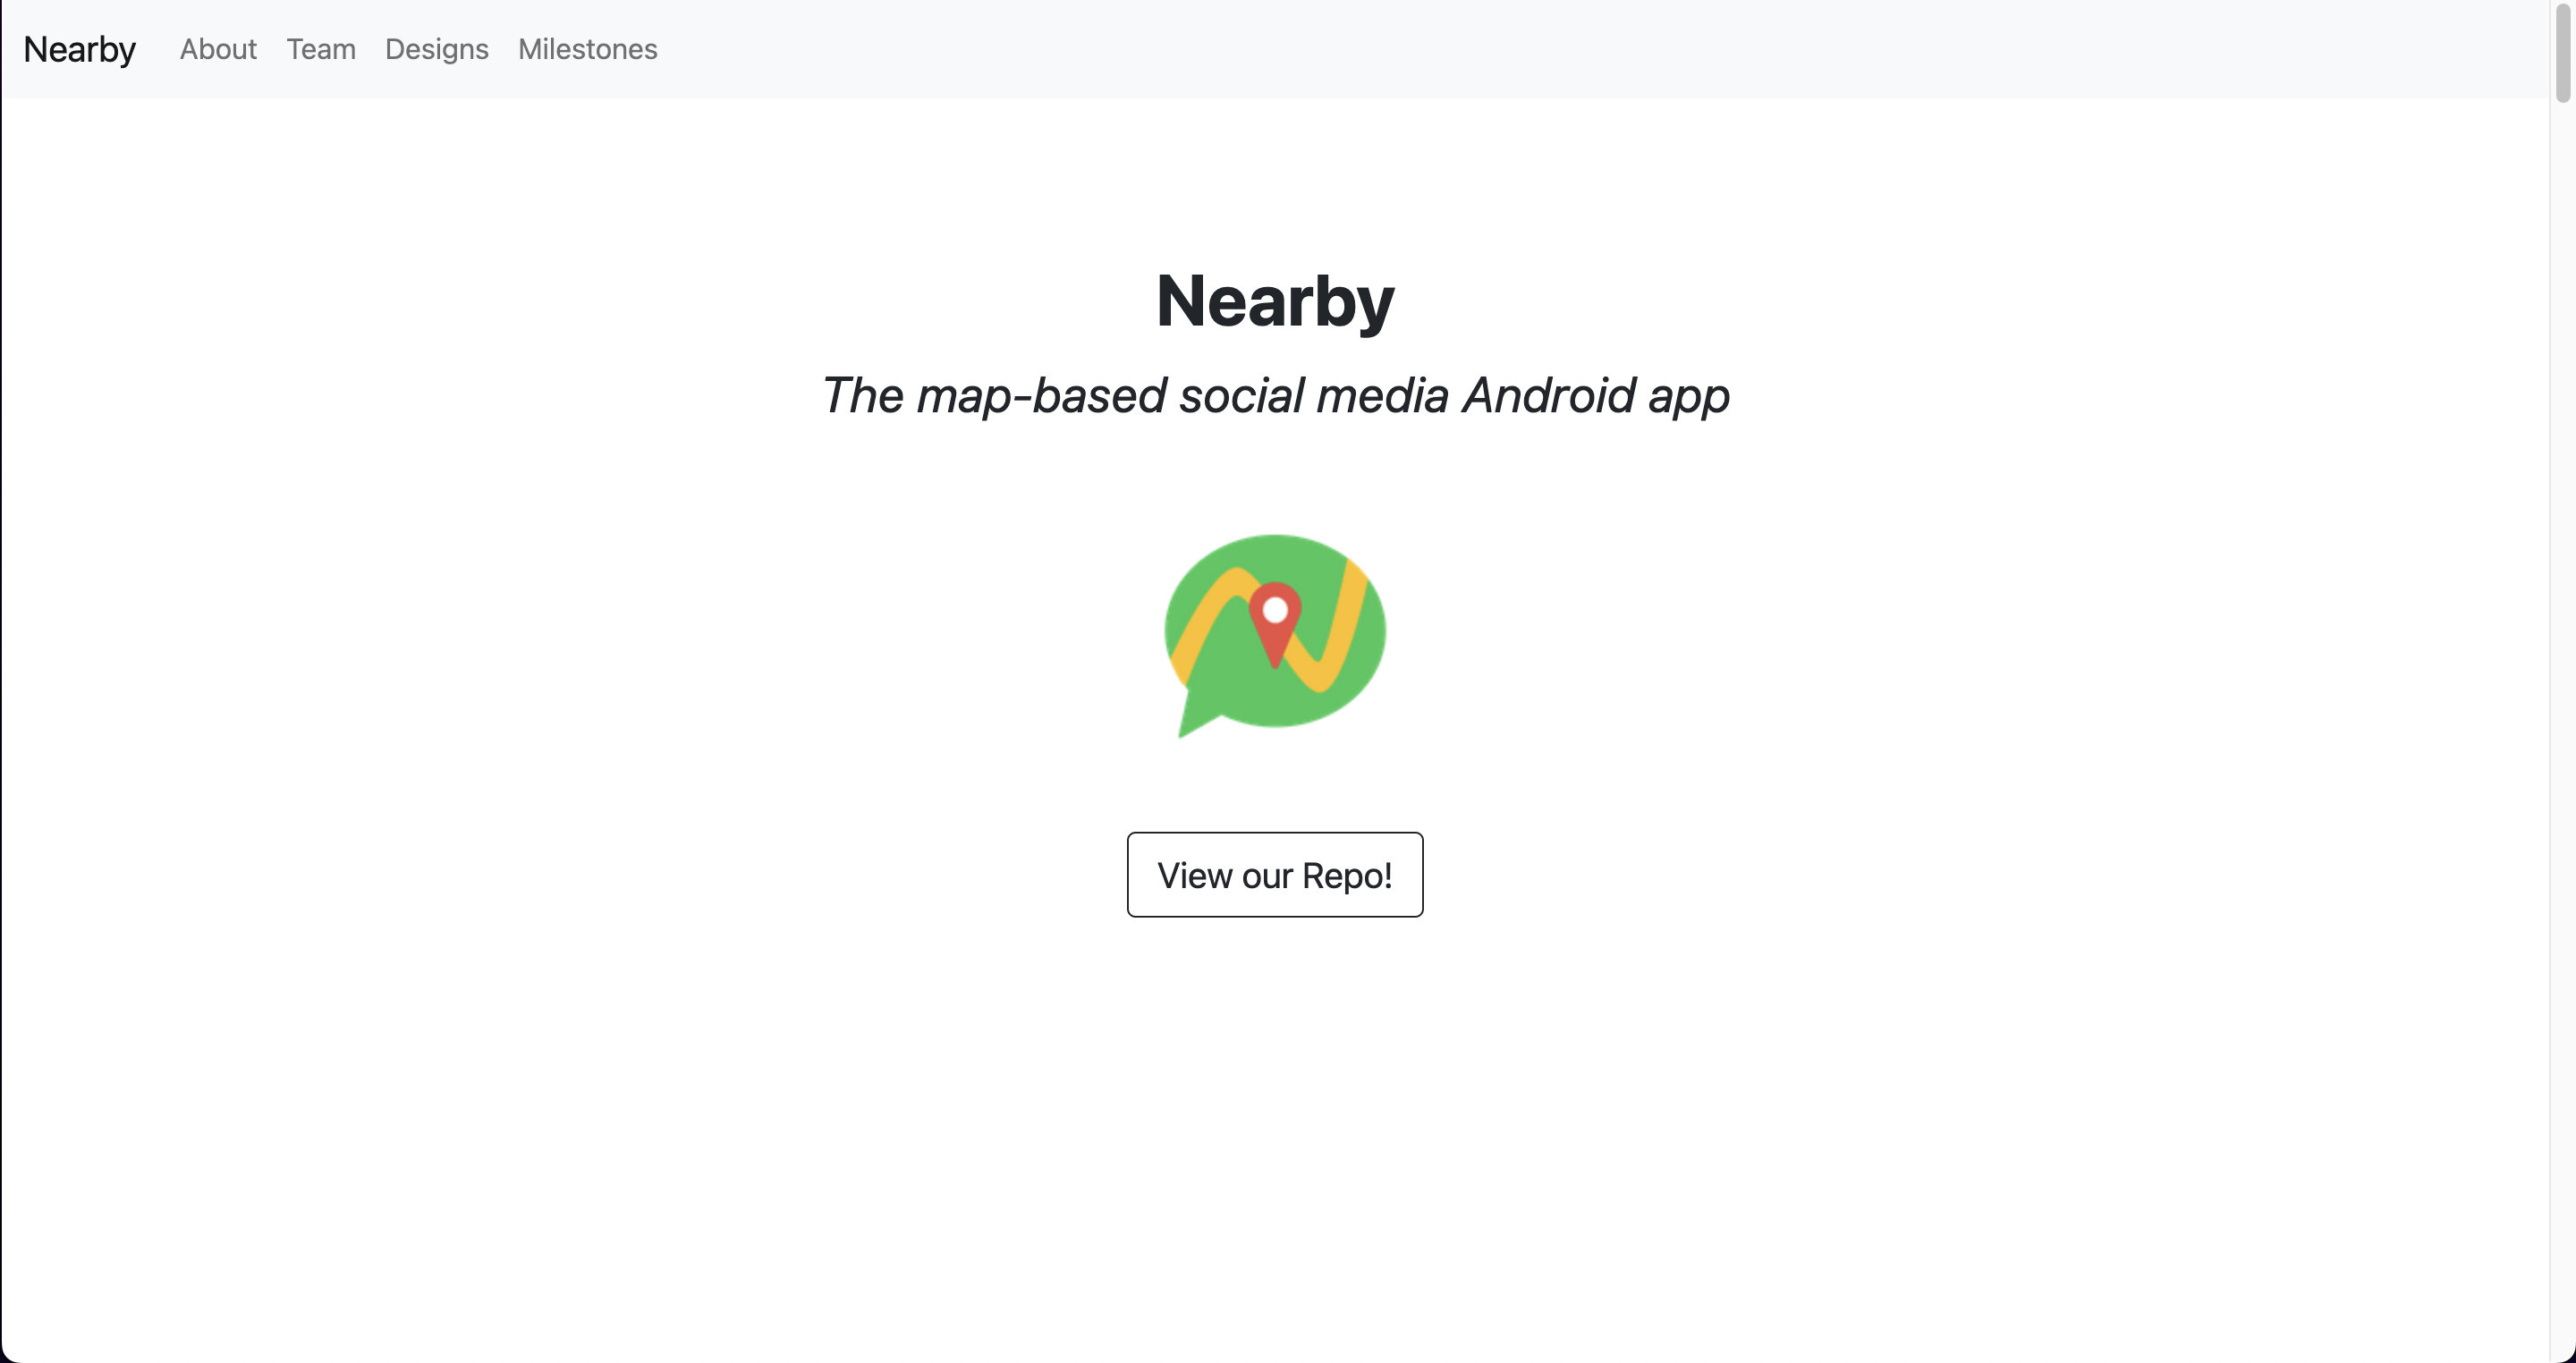 Nearby About Team Designs Milestones
Nearby
The map-based social media Android app
View our Repo!